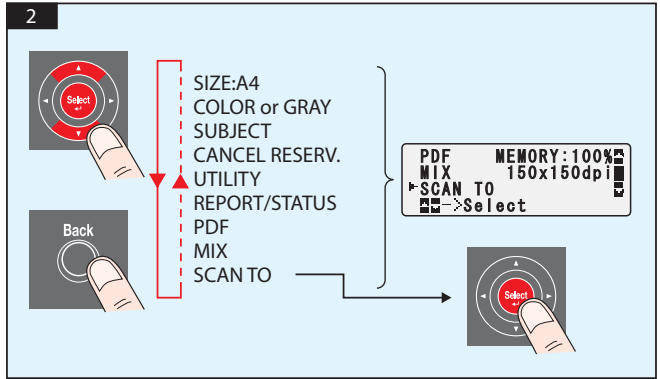 2
Select
Back
SIZE:A4
COLOR or GRAY
SUBJECT
CANCEL RESERV.
UTILITY
REPORT/STATUS
PDF
MIX
SCAN TO
PDF MEMORY:100%
MIX 150x150dpi
SCAN TO
->Select
Select